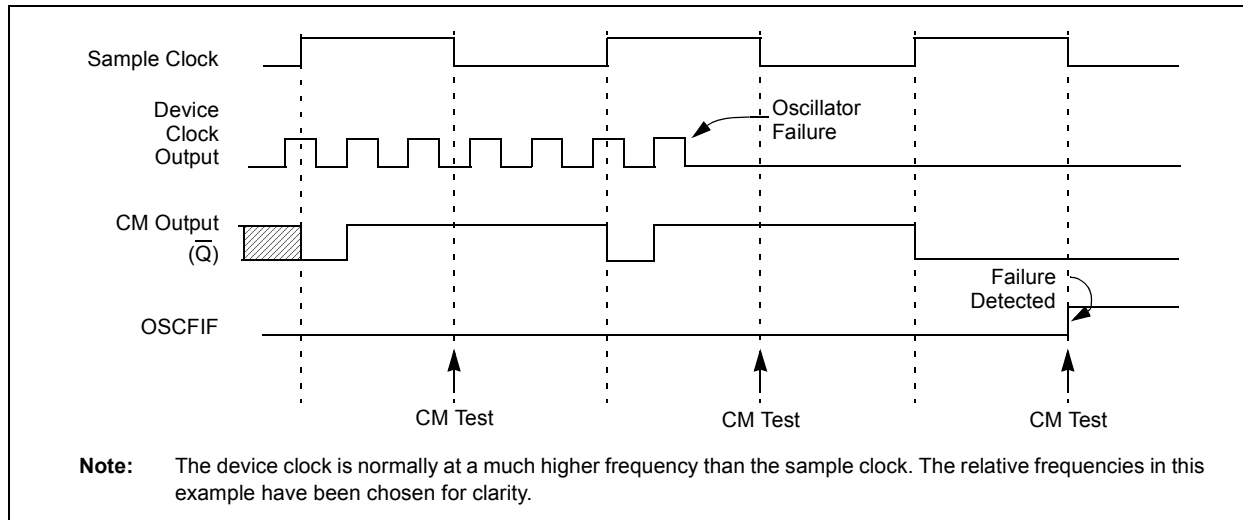 Sample Clock
Device
Clock
Output
Oscillator
Failure
CM Output
(Q̅)
Failure
Detected
OSCFIF
CM Test
CM Test
CM Test
Note: The device clock is normally at a much higher frequency than the sample clock. The relative frequencies in this
example have been chosen for clarity.